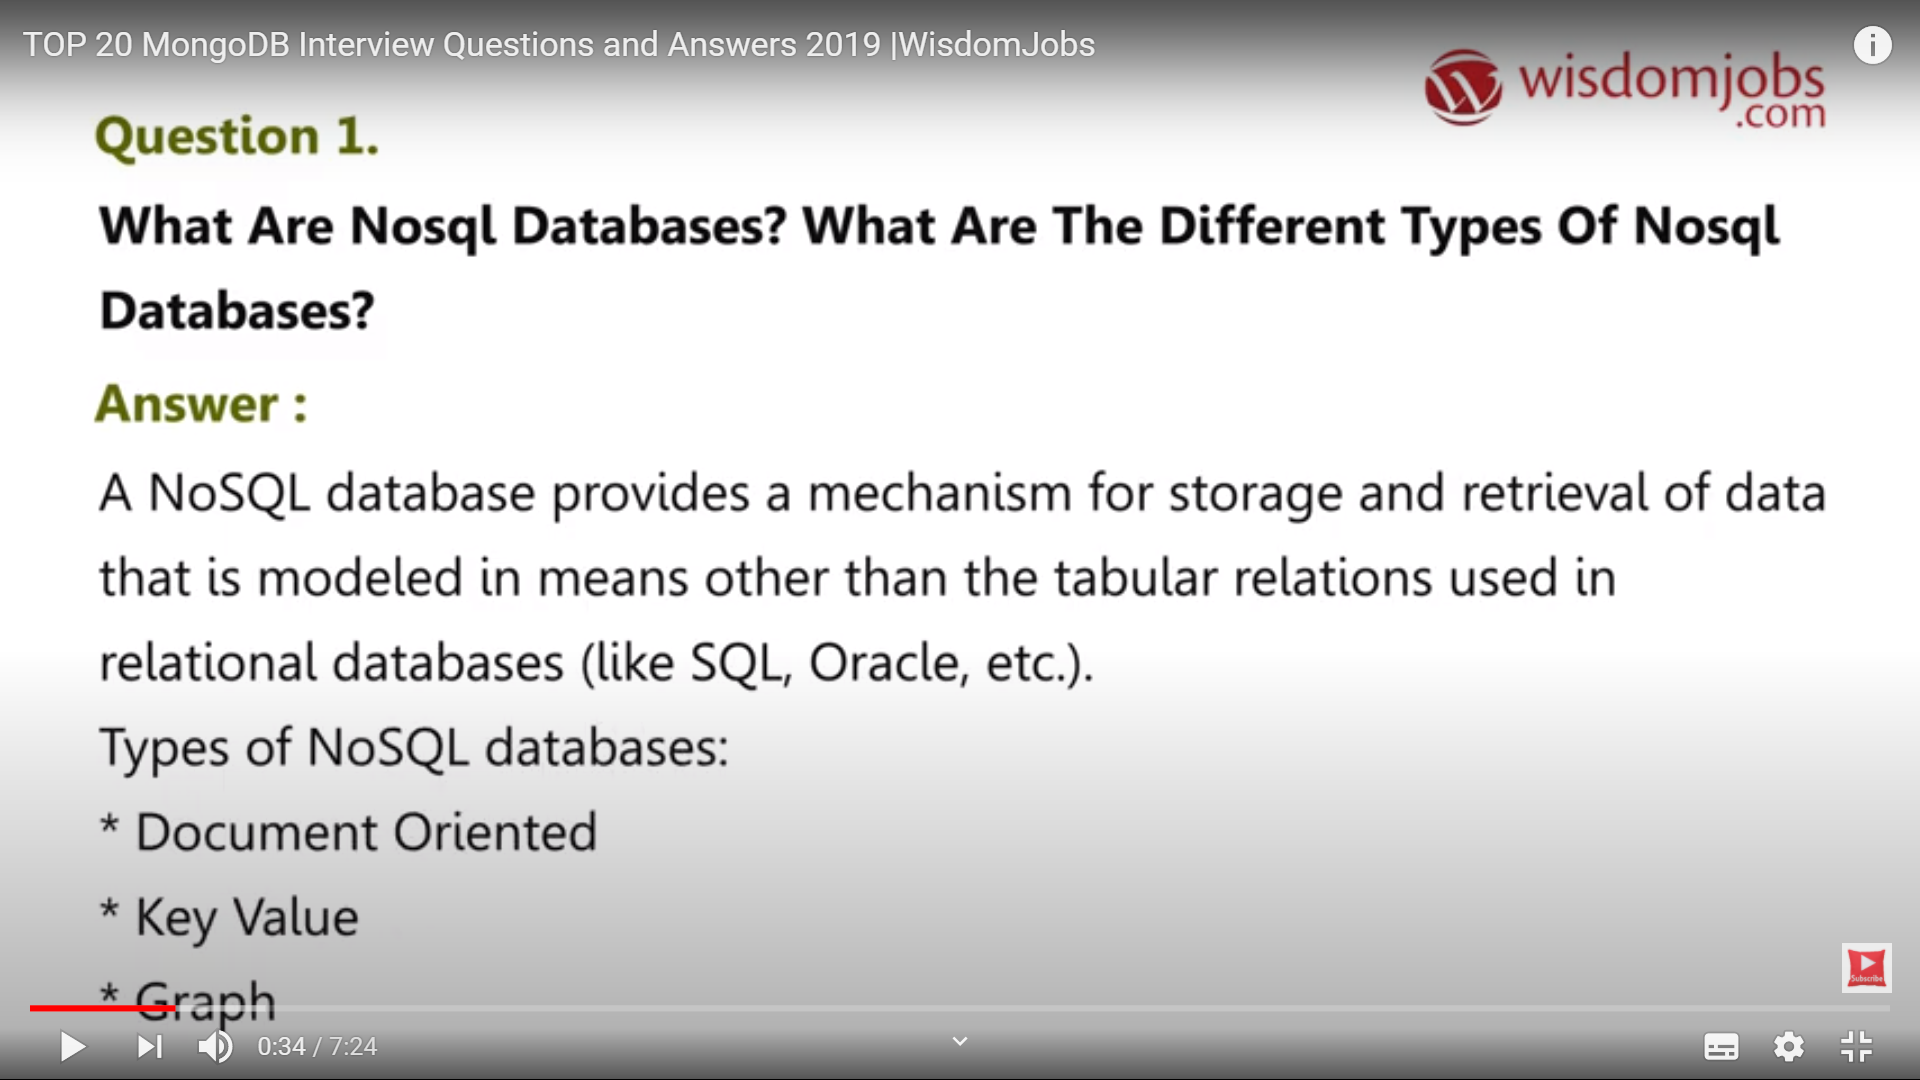 TOP 20 MongoDB Interview Questions and Answers 2019 |WisdomJobs
wisdomjobs
.com
Question 1.
What Are Nosql Databases? What Are The Different Types Of Nosql
Databases?
Answer :
A NoSQL database provides a mechanism for storage and retrieval of data
that is modeled in means other than the tabular relations used in
relational databases (like SQL, Oracle, etc.).
Types of NoSQL databases:
* Document Oriented
* Key Value
* Graph
Subscribe
0:34 / 7:24